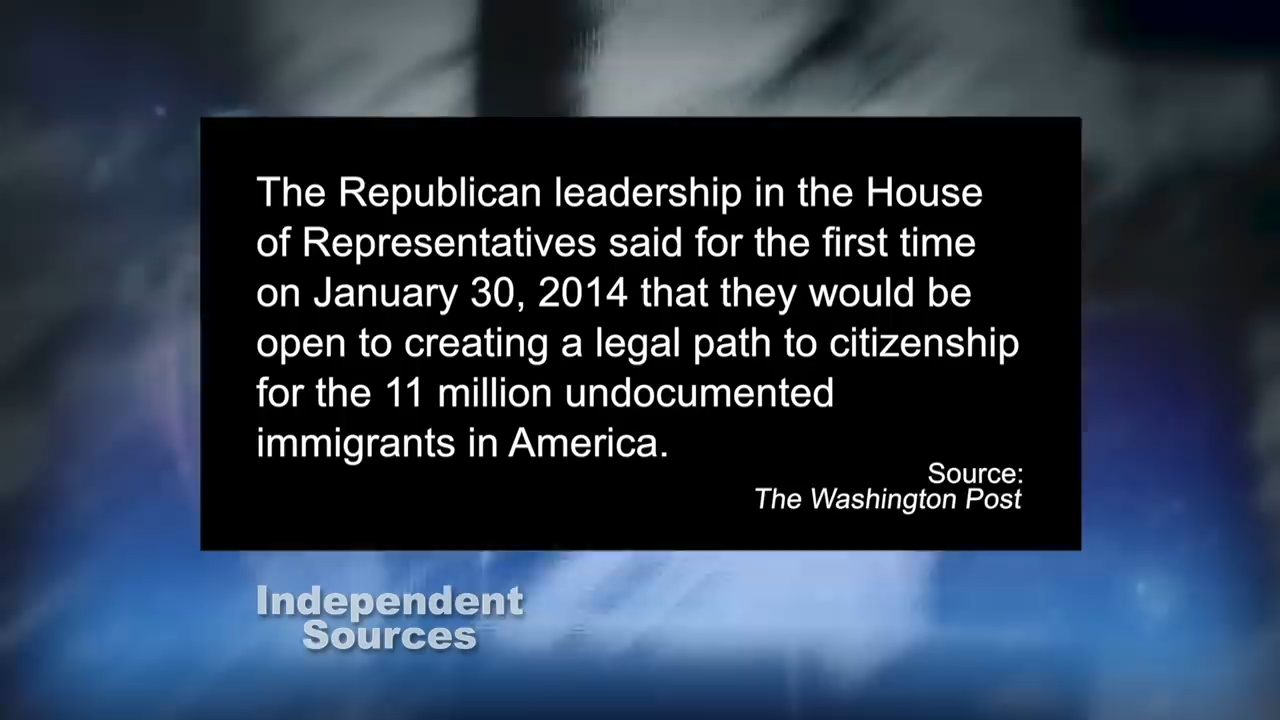 The Republican leadership in the House
of Representatives said for the first time
on January 30, 2014 that they would be
open to creating a legal path to citizenship
for the 11 million undocumented
immigrants in America.
Source:
The Washington Post
Independent
Sources